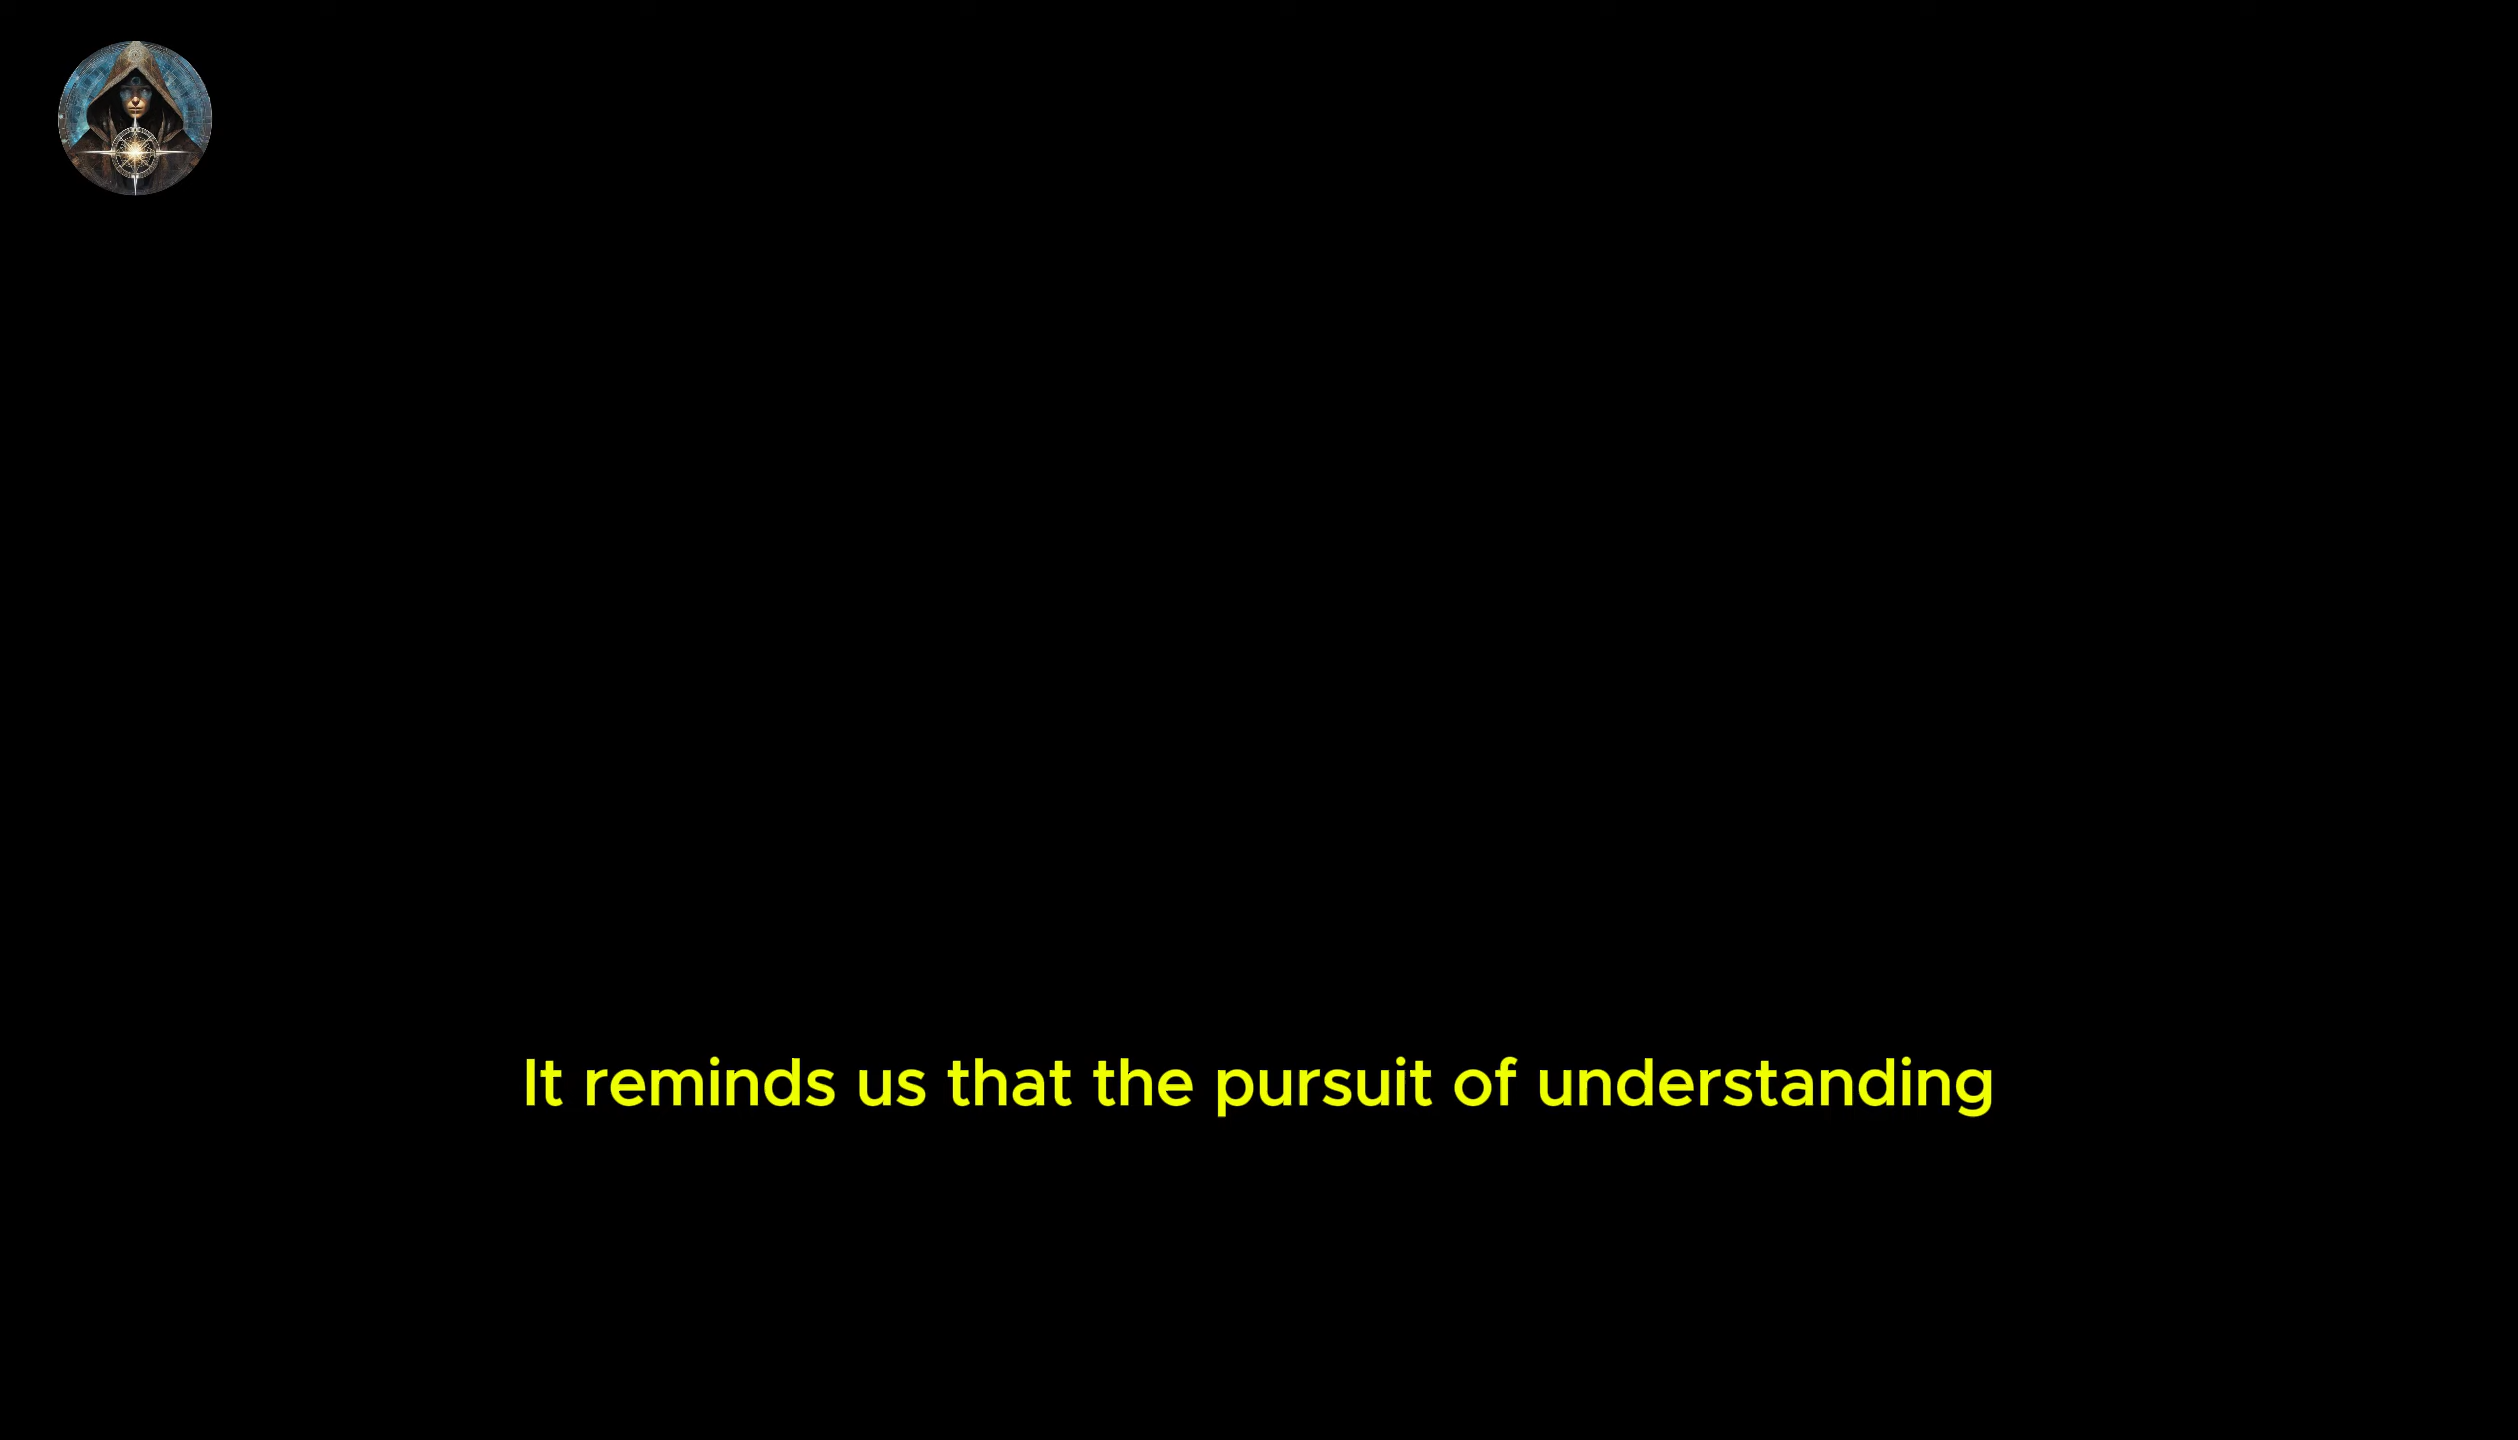 It reminds us that the pursuit of understanding